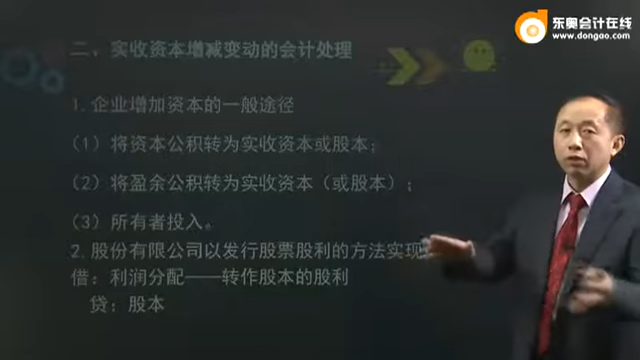 东奥会计在线
www.dongao.com
二、实收资本增减变动的会计处理
1.企业增加资本的一般途径
（1）将资本公积转为实收资本或股本；
（2）将盈余公积转为实收资本（或股本）；
（3）所有者投入。
2.股份有限公司以发行股票股利的方法实现
借：利润分配——转作股本的股利
贷：股本